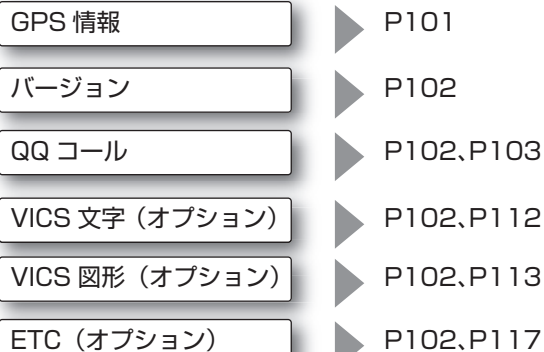 GPS 情報 P101
バージョン P102
QQ コール P102、P103
VICS 文字（オプション） P102、P112
VICS 図形（オプション） P102、P113
ETC（オプション） P102、P117